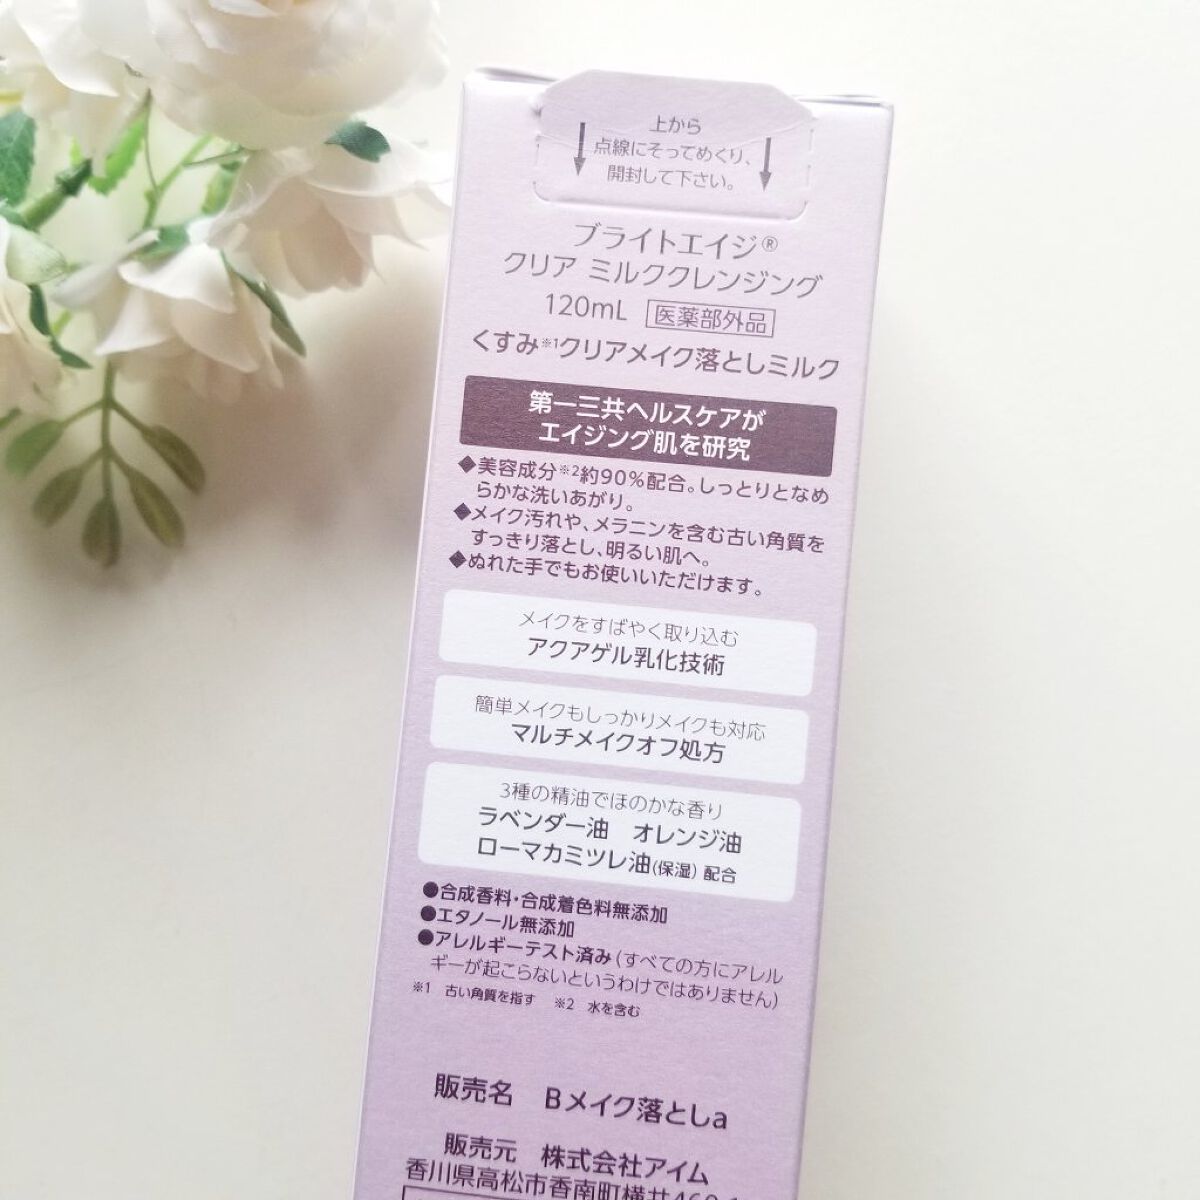 上から
点線にそってめくり、
開封して下さい。
ブライトエイジ®
クリア ミルククレンジング
120mL 医薬部外品
くすみ※1クリアメイク落としミルク
第一三共ヘルスケアが
エイジング肌を研究
◆美容成分※2約90%配合。しっとりとなめ
らかな洗いあがり。
◆メイク汚れや、メラニンを含む古い角質を
すっきり落とし、明るい肌へ。
◆ぬれた手でもお使いいただけます。
メイクをすばやく取り込む
アクアゲル乳化技術
簡単メイクもしっかりメイクも対応
マルチメイクオフ処方
3種の精油でほのかな香り
ラベンダー油 オレンジ油
ローマカミツレ油(保湿) 配合
●合成香料・合成着色料無添加
●エタノール無添加
●アレルギーテスト済み(すべての方にアレル
ギーが起こらないというわけではありません)
※1 古い角質を指す ※2 水を含む
販売名 Bメイク落としa
販売元 株式会社アイム
香川県高松市香南町横井460